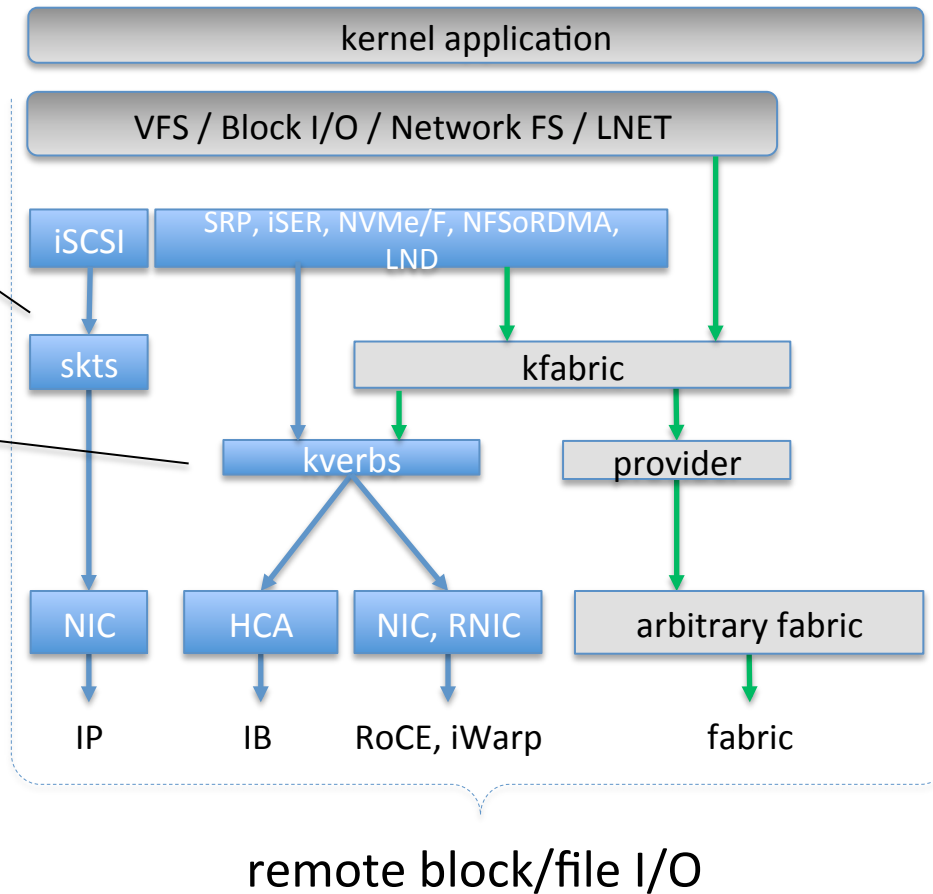 kernel application
VFS / Block I/O / Network FS / LNET
iSCSI
SRP, iSER, NVMe/F, NFSoRDMA,
LND
skts
kfabric
kverbs
provider
NIC
HCA
NIC, RNIC
arbitrary fabric
IP
IB
RoCE, iWarp
fabric
remote block/file I/O